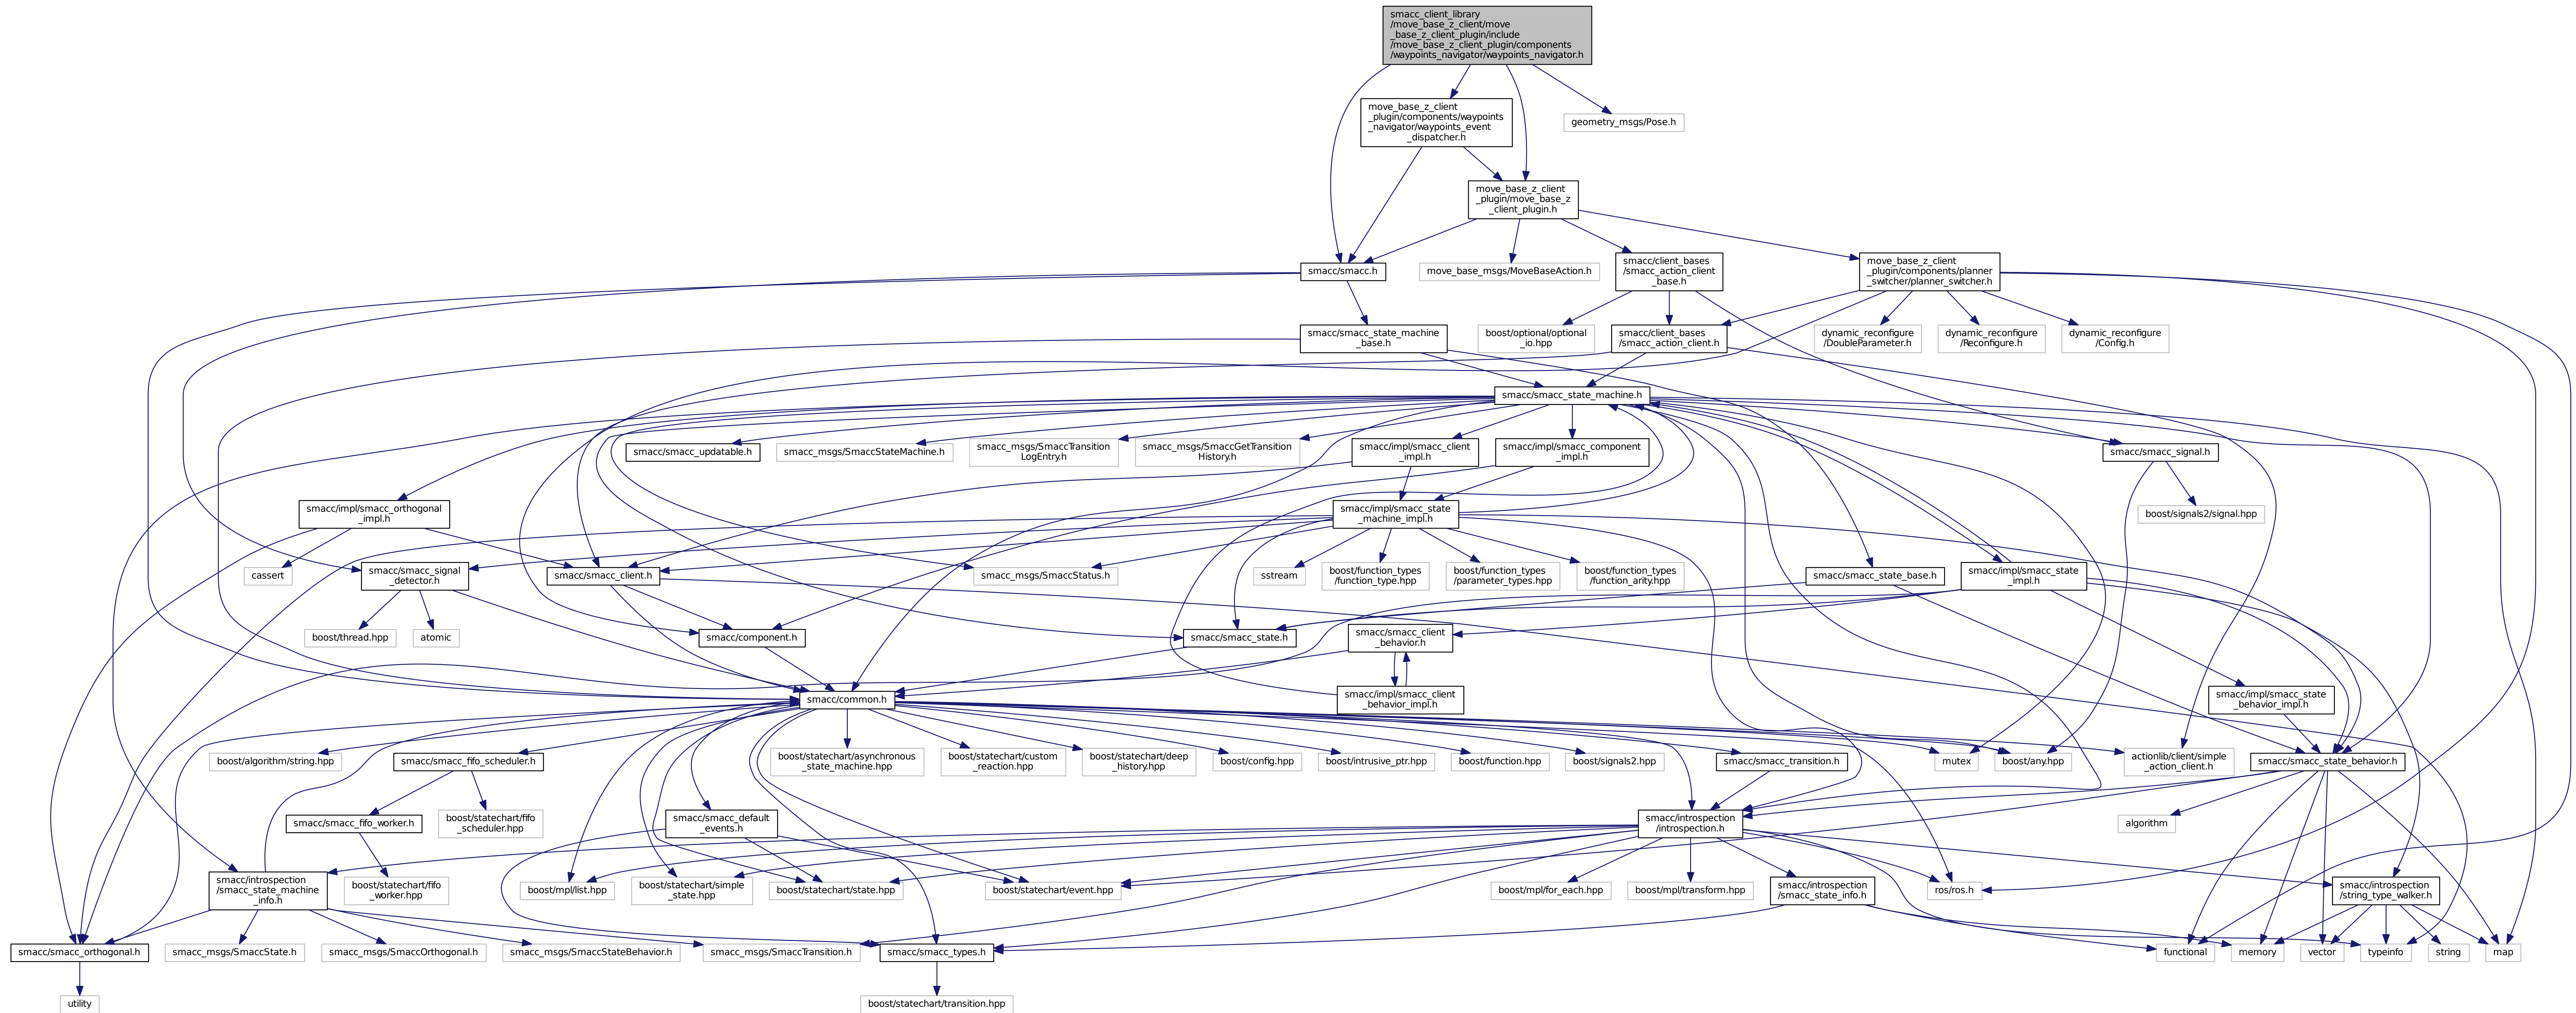 smacc_client_library
/move_base_z_client/move
_base_z_client_plugin/include
/move_base_z_client_plugin/components
/waypoints_navigator/waypoints_navigator.h
move_base_z_client
_plugin/components/waypoints
_navigator/waypoints_event
_dispatcher.h
geometry_msgs/Pose.h
move_base_z_client
_plugin/move_base_z
_client_plugin.h
smacc/smacc.h
move_base_msgs/MoveBaseAction.h
smacc/client_bases
/smacc_action_client
_base.h
move_base_z_client
_plugin/components/planner
_switcher/planner_switcher.h
smacc/smacc_state_machine
_base.h
boost/optional/optional
_io.hpp
smacc/client_bases
/smacc_action_client.h
dynamic_reconfigure
/DoubleParameter.h
dynamic_reconfigure
/Reconfigure.h
dynamic_reconfigure
/Config.h
smacc/smacc_state_machine.h
smacc/smacc_updatable.h
smacc_msgs/SmaccStateMachine.h
smacc_msgs/SmaccTransition
LogEntry.h
smacc_msgs/SmaccGetTransition
History.h
smacc/impl/smacc_client
_impl.h
smacc/impl/smacc_component
_impl.h
smacc/smacc_signal.h
smacc/impl/smacc_orthogonal
_impl.h
smacc/impl/smacc_state
_machine_impl.h
boost/signals2/signal.hpp
cassert
smacc/smacc_signal
_detector.h
smacc/smacc_client.h
smacc_msgs/SmaccStatus.h
sstream
boost/function_types
/function_type.hpp
boost/function_types
/parameter_types.hpp
boost/function_types
/function_arity.hpp
smacc/smacc_state_base.h
smacc/impl/smacc_state
_impl.h
boost/thread.hpp
atomic
smacc/component.h
smacc/smacc_state.h
smacc/smacc_client
_behavior.h
smacc/common.h
smacc/impl/smacc_client
_behavior_impl.h
smacc/impl/smacc_state
_behavior_impl.h
boost/algorithm/string.hpp
smacc/smacc_fifo_scheduler.h
boost/statechart/asynchronous
_state_machine.hpp
boost/statechart/custom
_reaction.hpp
boost/statechart/deep
_history.hpp
boost/config.hpp
boost/intrusive_ptr.hpp
boost/function.hpp
boost/signals2.hpp
smacc/smacc_transition.h
mutex
boost/any.hpp
actionlib/client/simple
_action_client.h
smacc/smacc_state_behavior.h
smacc/smacc_fifo_worker.h
boost/statechart/fifo
_scheduler.hpp
smacc/smacc_default
_events.h
smacc/introspection
/introspection.h
algorithm
smacc/introspection
/smacc_state_machine
_info.h
boost/statechart/fifo
_worker.hpp
boost/mpl/list.hpp
boost/statechart/simple
_state.hpp
boost/statechart/state.hpp
boost/statechart/event.hpp
boost/mpl/for_each.hpp
boost/mpl/transform.hpp
smacc/introspection
/smacc_state_info.h
ros/ros.h
smacc/introspection
/string_type_walker.h
smacc/smacc_orthogonal.h
smacc_msgs/SmaccState.h
smacc_msgs/SmaccOrthogonal.h
smacc_msgs/SmaccStateBehavior.h
smacc_msgs/SmaccTransition.h
smacc/smacc_types.h
functional
memory
vector
typeinfo
string
map
utility
boost/statechart/transition.hpp